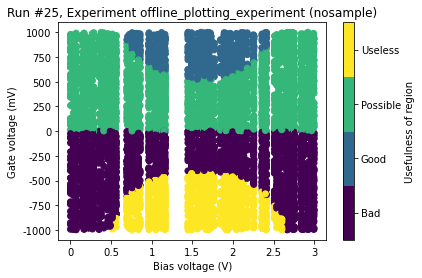 Run #25, Experiment offline_plotting_experiment (nosample)
1000
750
500
250
0
-250
-500
-750
-1000
Gate voltage (mV)
0
0.5
1
1.5
2
2.5
3
Bias voltage (V)
Useless
Possible
Good
Bad
Usefulness of region